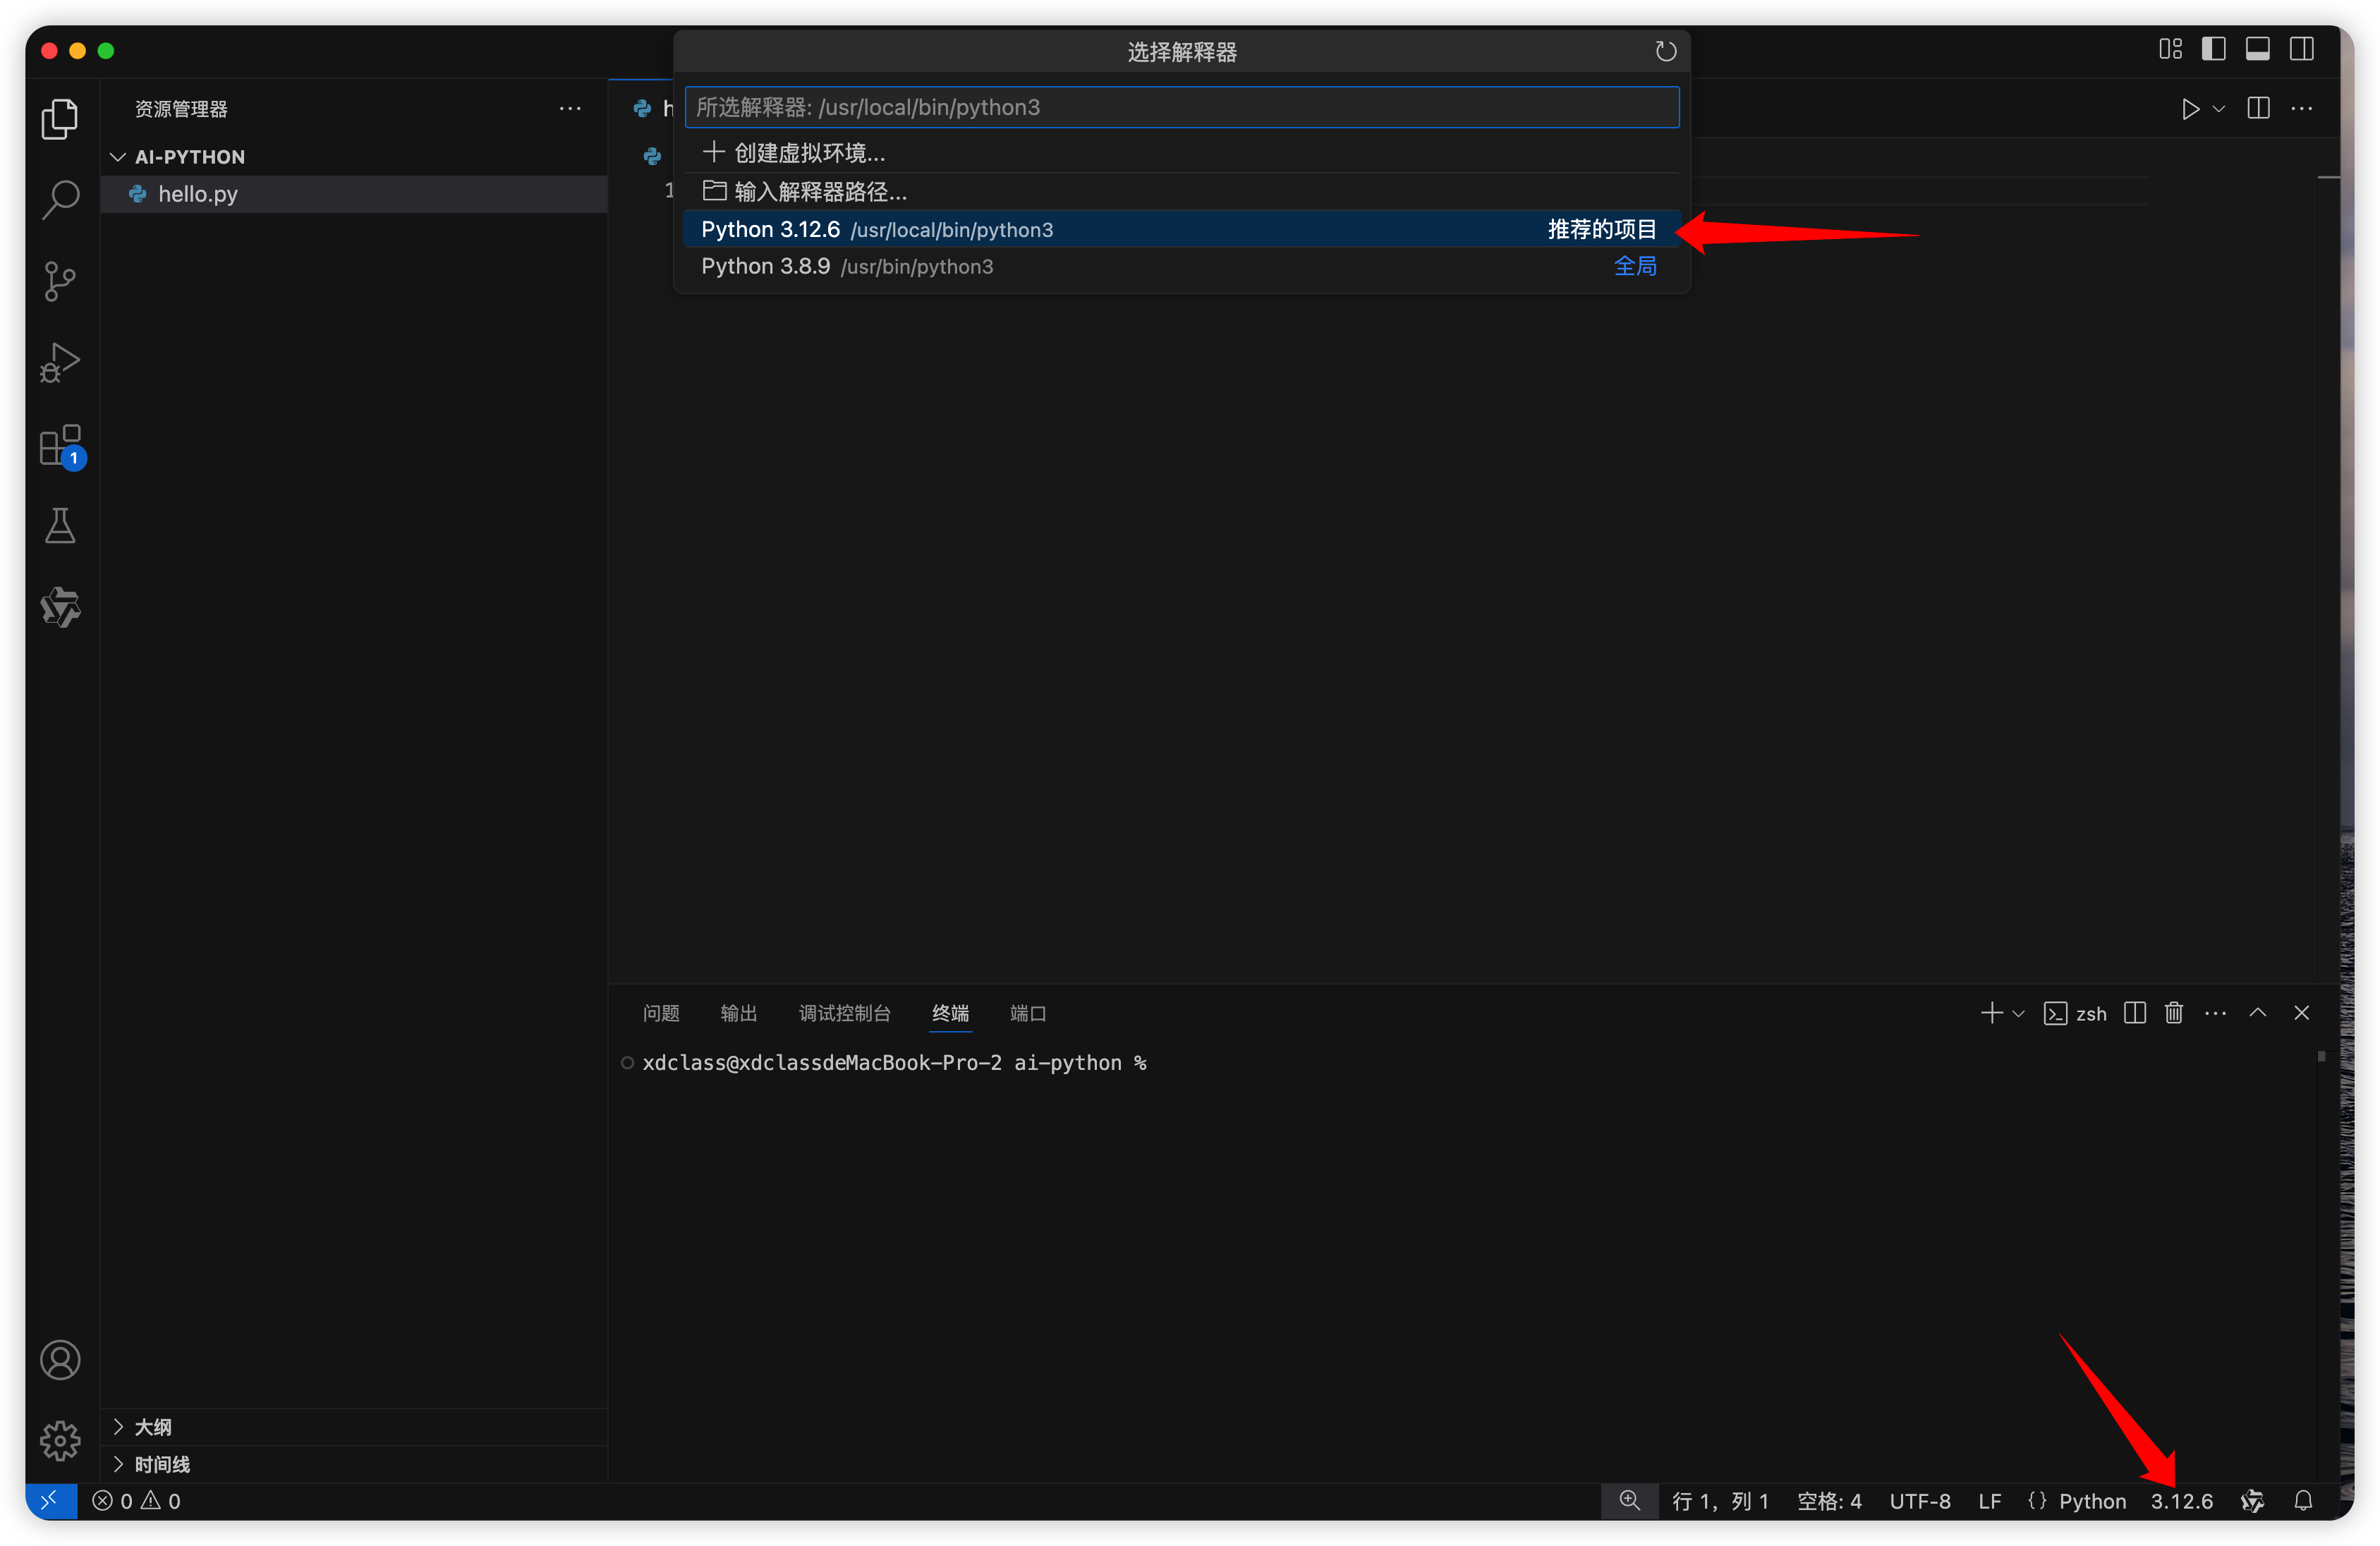 选择解释器
资源管理器
所选解释器: /usr/local/bin/python3
AI-PYTHON
创建虚拟环境...
hello.py
1
输入解释器路径...
Python 3.12.6 /usr/local/bin/python3 推荐的项目
Python 3.8.9 /usr/bin/python3 全局
1
问题 输出 调试控制台 终端 端口 zsh
xdclass@xdclassdeMacBook-Pro-2 ai-python %
大纲
时间线
0 0 行 1, 列 1 空格: 4 UTF-8 LF {} Python 3.12.6